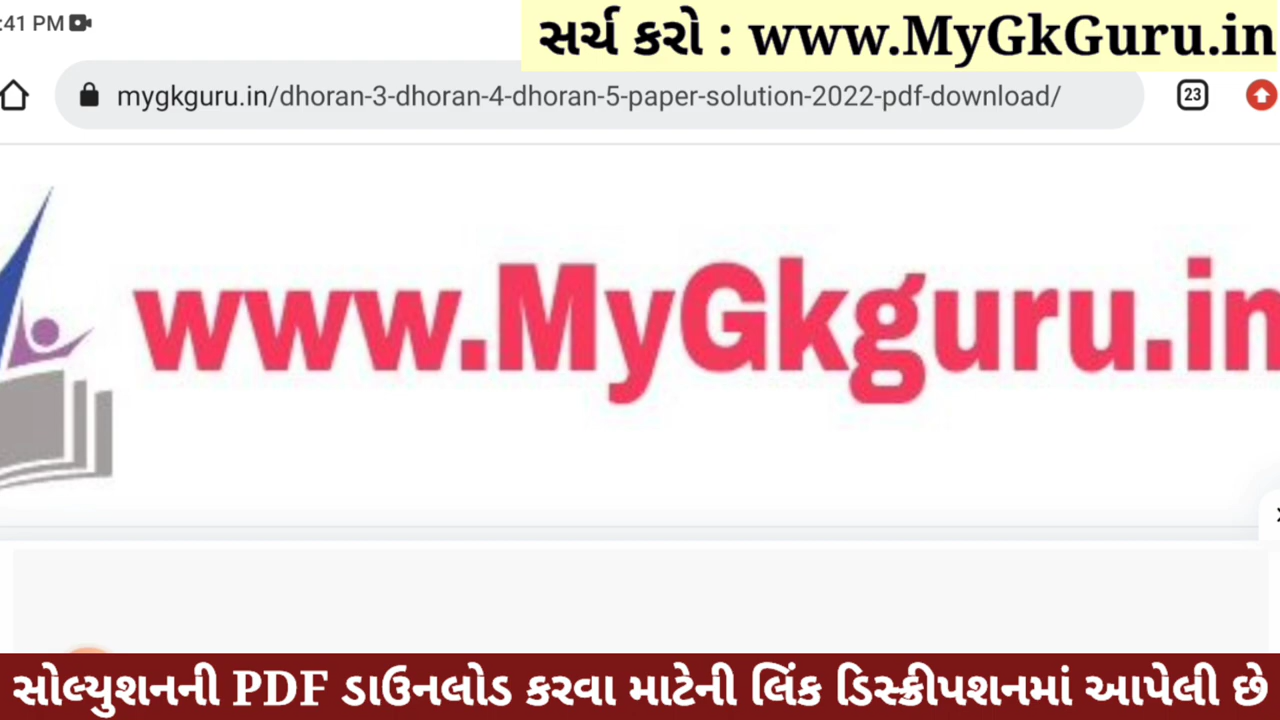 :41 PM
સર્ચ કરો : www.MyGkGuru.in
mygkguru.in/dhoran-3-dhoran-4-dhoran-5-paper-solution-2022-pdf-download/
23
www.MyGkguru.in
સોલ્યુશનની PDF ડાઉનલોડ કરવા માટેની લિંક ડિસ્ક્રીપશનમાં આપેલી છે